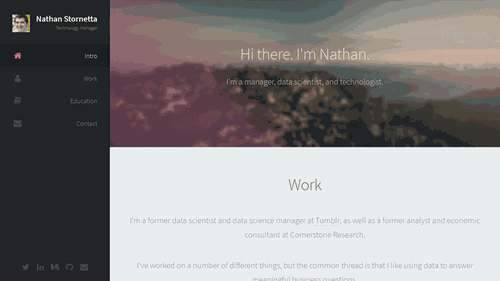 Nathan Stornetta
Technology Manager
Intro
Work
Education
Contact
Hi there. I'm Nathan.
I'm a manager, data scientist, and technologist.
Work
I'm a former data scientist and data science manager at Tumblr, as well as a former analyst and economic
consultant at Cornerstone Research.
I've worked on a number of different things, but the common thread is that I like using data to answer
meaningful business questions.